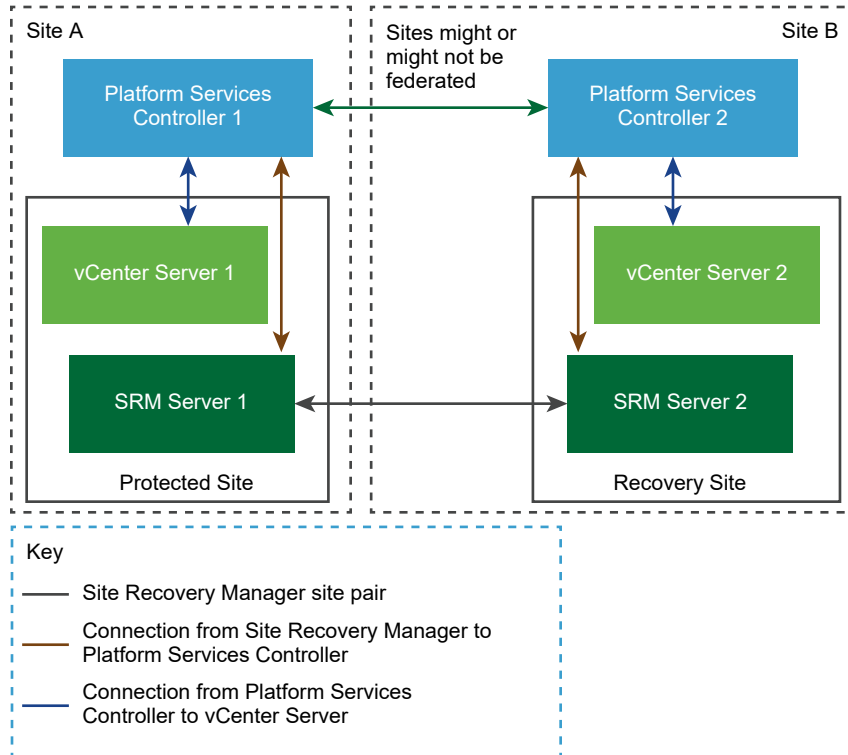 Site A
Sites might or
might not be
federated
Site B
Platform Services
Controller 1
Platform Services
Controller 2
vCenter Server 1
vCenter Server 2
SRM Server 1
SRM Server 2
Protected Site
Recovery Site
Key
Site Recovery Manager site pair
Connection from Site Recovery Manager to
Platform Services Controller
Connection from Platform Services
Controller to vCenter Server